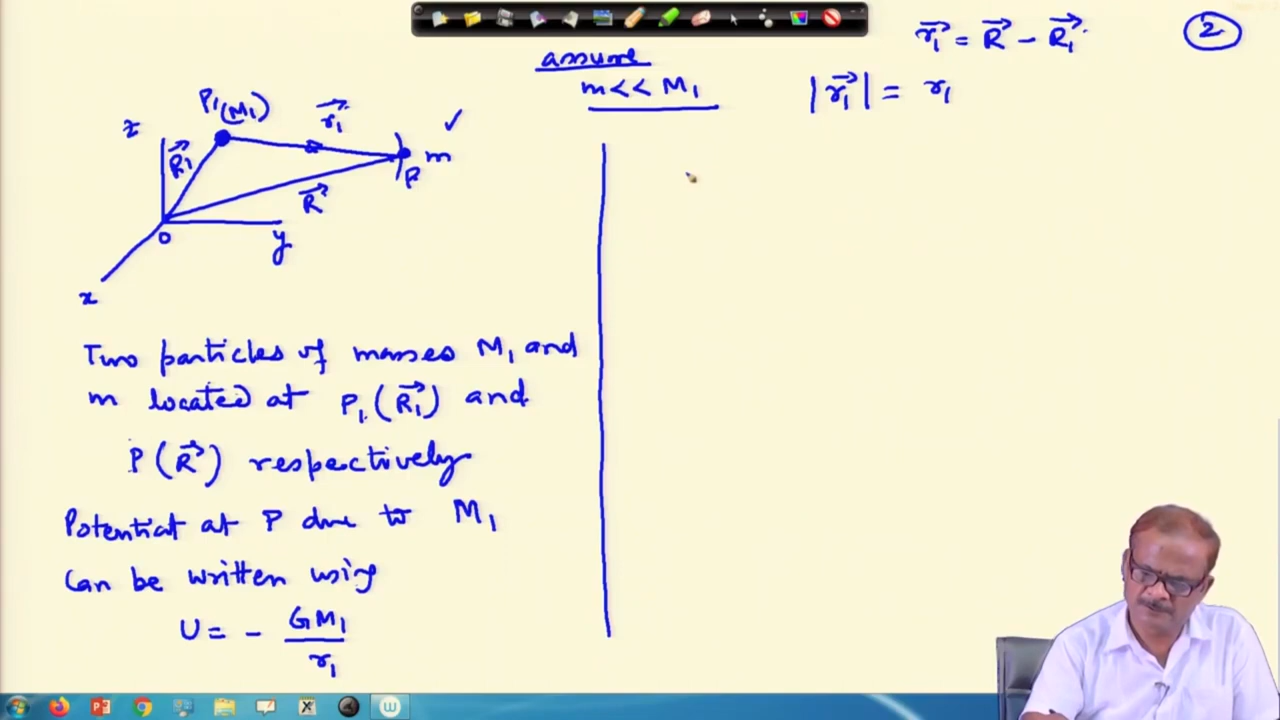 assume
m << M₁
r₁⃗ = R⃗ − R₁⃗
2
|r₁⃗| = r₁
P₁(M₁)
z
R₁⃗
r₁⃗
✓
m
P
R⃗
O
y
x
Two particles of masses M₁ and
m located at P₁(R₁⃗) and
P(R⃗) respectively
Potential at P due to M₁
can be written using
U = − GM₁ / r₁